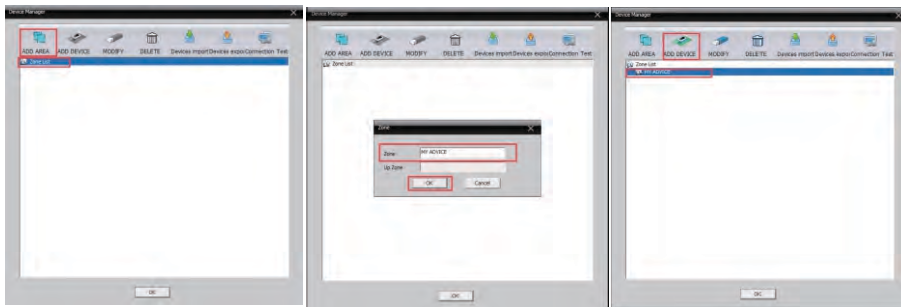 Device Manager
ADD AREA ADD DEVICE MODIFY DELETE Devices import Devices expor Connection Test
Zone List
OK
Device Manager
ADD AREA ADD DEVICE MODIFY DELETE Devices import Devices expor Connection Test
Zone List
Zone
Zone MY ADVICE
Up Zone
OK Cancel
OK
Device Manager
ADD AREA ADD DEVICE MODIFY DELETE Devices import Devices expor Connection Test
Zone List
MY ADVICE
OK